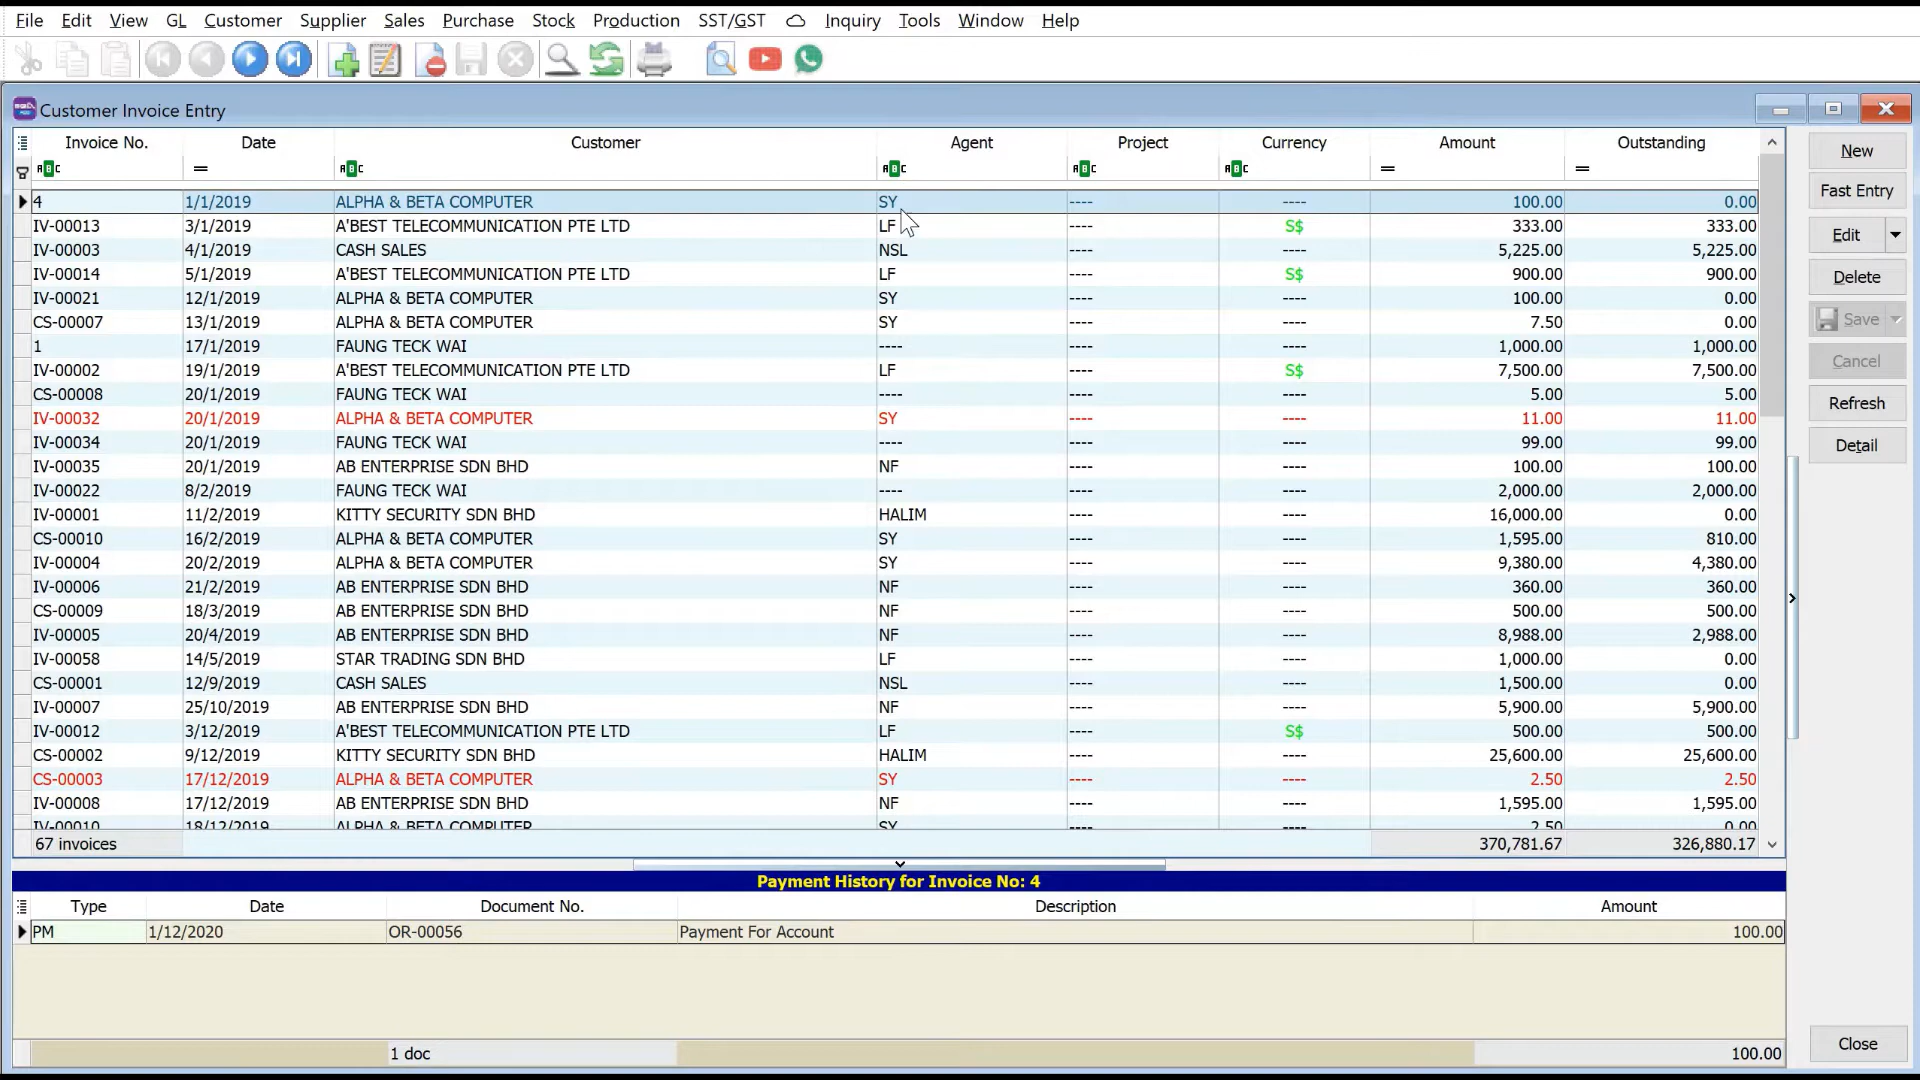 File Edit View GL Customer Supplier Sales Purchase Stock Production SST/GST Inquiry Tools Window Help
Customer Invoice Entry
Invoice No. Date Customer Agent Project Currency Amount Outstanding
ABC = ABC ABC ABC ABC = =
4 1/1/2019 ALPHA & BETA COMPUTER SY ---- ---- 100.00 0.00
IV-00013 3/1/2019 A'BEST TELECOMMUNICATION PTE LTD LF ---- S$ 333.00 333.00
IV-00003 4/1/2019 CASH SALES NSL ---- ---- 5,225.00 5,225.00
IV-00014 5/1/2019 A'BEST TELECOMMUNICATION PTE LTD LF ---- S$ 900.00 900.00
IV-00021 12/1/2019 ALPHA & BETA COMPUTER SY ---- ---- 100.00 0.00
CS-00007 13/1/2019 ALPHA & BETA COMPUTER SY ---- ---- 7.50 0.00
1 17/1/2019 FAUNG TECK WAI ---- ---- ---- 1,000.00 1,000.00
IV-00002 19/1/2019 A'BEST TELECOMMUNICATION PTE LTD LF ---- S$ 7,500.00 7,500.00
CS-00008 20/1/2019 FAUNG TECK WAI ---- ---- ---- 5.00 5.00
IV-00032 20/1/2019 ALPHA & BETA COMPUTER SY ---- ---- 11.00 11.00
IV-00034 20/1/2019 FAUNG TECK WAI ---- ---- ---- 99.00 99.00
IV-00035 20/1/2019 AB ENTERPRISE SDN BHD NF ---- ---- 100.00 100.00
IV-00022 8/2/2019 FAUNG TECK WAI ---- ---- ---- 2,000.00 2,000.00
IV-00001 11/2/2019 KITTY SECURITY SDN BHD HALIM ---- ---- 16,000.00 0.00
CS-00010 16/2/2019 ALPHA & BETA COMPUTER SY ---- ---- 1,595.00 810.00
IV-00004 20/2/2019 ALPHA & BETA COMPUTER SY ---- ---- 9,380.00 4,380.00
IV-00006 21/2/2019 AB ENTERPRISE SDN BHD NF ---- ---- 360.00 360.00
CS-00009 18/3/2019 AB ENTERPRISE SDN BHD NF ---- ---- 500.00 500.00
IV-00005 20/4/2019 AB ENTERPRISE SDN BHD NF ---- ---- 8,988.00 2,988.00
IV-00058 14/5/2019 STAR TRADING SDN BHD LF ---- ---- 1,000.00 0.00
CS-00001 12/9/2019 CASH SALES NSL ---- ---- 1,500.00 0.00
IV-00007 25/10/2019 AB ENTERPRISE SDN BHD NF ---- ---- 5,900.00 5,900.00
IV-00012 3/12/2019 A'BEST TELECOMMUNICATION PTE LTD LF ---- S$ 500.00 500.00
CS-00002 9/12/2019 KITTY SECURITY SDN BHD HALIM ---- ---- 25,600.00 25,600.00
CS-00003 17/12/2019 ALPHA & BETA COMPUTER SY ---- ---- 2.50 2.50
IV-00008 17/12/2019 AB ENTERPRISE SDN BHD NF ---- ---- 1,595.00 1,595.00
IV-00010 18/12/2019 ALPHA & BETA COMPUTER SY ---- ---- 2.50 0.00
67 invoices 370,781.67 326,880.17
New
Fast Entry
Edit
Delete
Save
Cancel
Refresh
Detail
Payment History for Invoice No: 4
Type Date Document No. Description Amount
PM 1/12/2020 OR-00056 Payment For Account 100.00
1 doc 100.00
Close